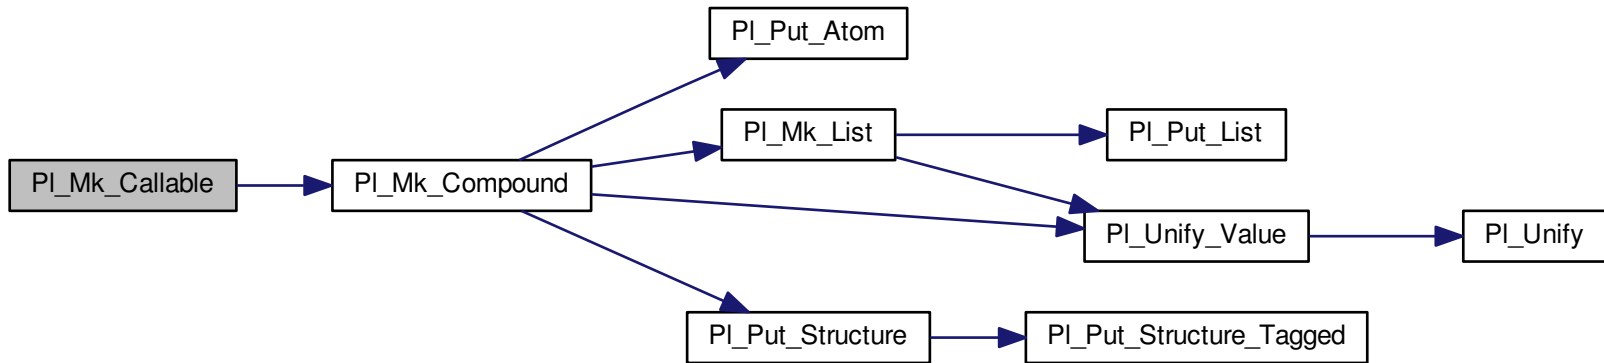 Pl_Put_Atom
Pl_Mk_List
Pl_Put_List
Pl_Mk_Callable
Pl_Mk_Compound
Pl_Unify_Value
Pl_Unify
Pl_Put_Structure
Pl_Put_Structure_Tagged